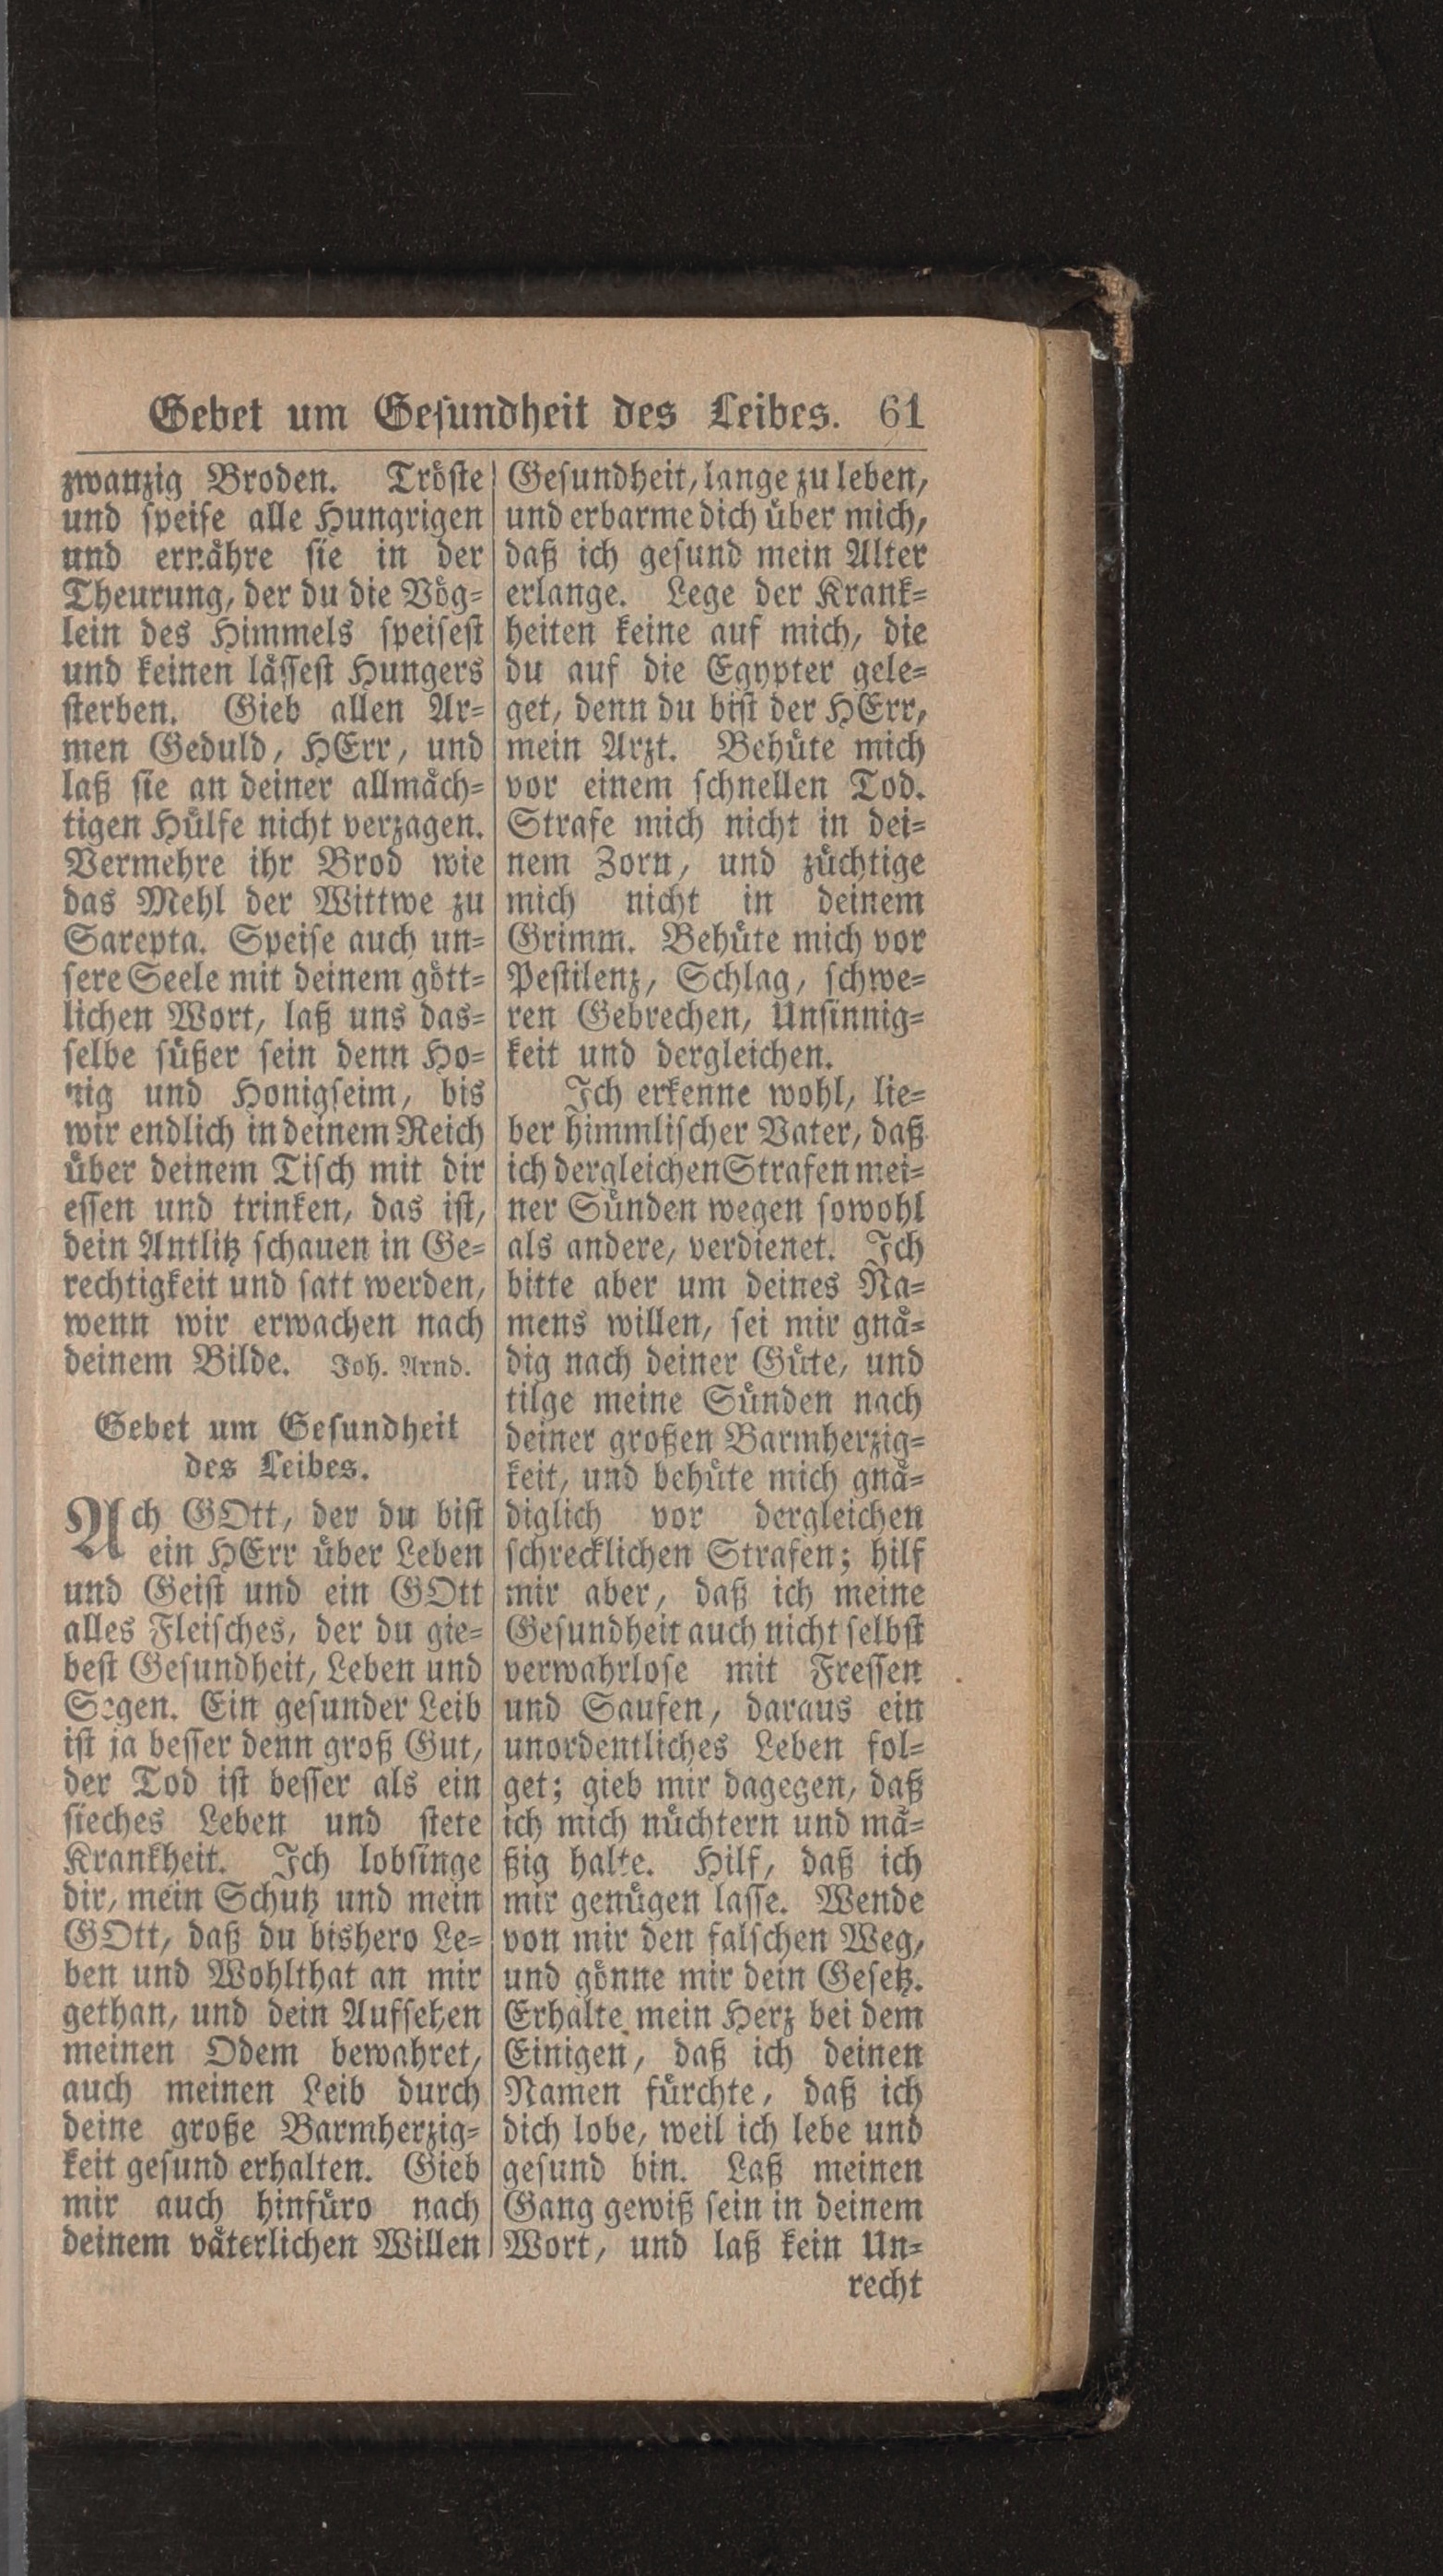 Gebet um Gesundheit des Leibes. 61
zwanzig Broden. Tröste
und speise alle Hungrigen
und ernähre sie in der
Theurung, der du die Vög-
lein des Himmels speisest
und keinen lässest Hungers
sterben. Gieb allen Ar-
men Geduld, HErr, und
laß sie an deiner allmäch-
tigen Hülfe nicht verzagen.
Vermehre ihr Brod wie
das Mehl der Wittwe zu
Sarepta. Speise auch un-
sere Seele mit deinem gött-
lichen Wort, laß uns das-
selbe süßer sein denn Ho-
nig und Honigseim, bis
wir endlich in deinem Reich
über deinem Tisch mit dir
essen und trinken, das ist,
dein Antlitz schauen in Ge-
rechtigkeit und satt werden,
wenn wir erwachen nach
deinem Bilde. Joh. Arnd.
Gebet um Gesundheit
des Leibes.
Ach GOtt, der du bist
ein HErr über Leben
und Geist und ein GOtt
alles Fleisches, der du gie-
best Gesundheit, Leben und
Segen. Ein gesunder Leib
ist ja besser denn groß Gut,
der Tod ist besser als ein
sieches Leben und stete
Krankheit. Ich lobsinge
dir, mein Schutz und mein
GOtt, daß du bishero Le-
ben und Wohlthat an mir
gethan, und dein Aufsehen
meinen Odem bewahret,
auch meinen Leib durch
deine große Barmherzig-
keit gesund erhalten. Gieb
mir auch hinfüro nach
deinem väterlichen Willen
Gesundheit, lange zu leben,
und erbarme dich über mich,
daß ich gesund mein Alter
erlange. Lege der Krank-
heiten keine auf mich, die
du auf die Egypter gele-
get, denn du bist der HErr,
mein Arzt. Behüte mich
vor einem schnellen Tod.
Strafe mich nicht in dei-
nem Zorn, und züchtige
mich nicht in deinem
Grimm. Behüte mich vor
Pestilenz, Schlag, schwe-
ren Gebrechen, Unsinnig-
keit und dergleichen.
Ich erkenne wohl, lie-
ber himmlischer Vater, daß
ich dergleichen Strafen mei-
ner Sünden wegen sowohl
als andere, verdienet. Ich
bitte aber um deines Na-
mens willen, sei mir gnä-
dig nach deiner Güte, und
tilge meine Sünden nach
deiner großen Barmherzig-
keit, und behüte mich gnä-
diglich vor dergleichen
schrecklichen Strafen; hilf
mir aber, daß ich meine
Gesundheit auch nicht selbst
verwahrlose mit Fressen
und Saufen, daraus ein
unordentliches Leben fol-
get; gieb mir dagegen, daß
ich mich nüchtern und mä-
ßig halte. Hilf, daß ich
mir genügen lasse. Wende
von mir den falschen Weg,
und gönne mir dein Gesetz.
Erhalte mein Herz bei dem
Einigen, daß ich deinen
Namen fürchte, daß ich
dich lobe, weil ich lebe und
gesund bin. Laß meinen
Gang gewiß sein in deinem
Wort, und laß kein Un-
recht